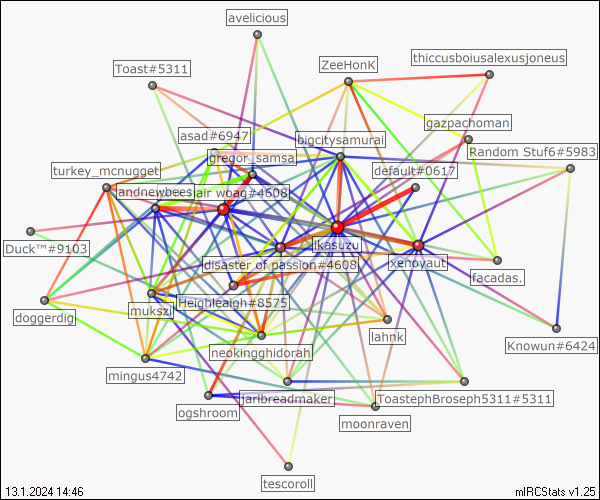 avelicious
ZeeHonK
thiccusboiusalexusjoneus
Toast#5311
gazpachoman
asad#6947
bigcitysamurai
Random Stuf6#5983
gregor_samsa
turkey_mcnugget
default#0617
landnewbees
air woag#4608
Duck™#9103
ikasuzu
disaster of passion#4608
xenoyaut
facadas.
mukszj
Heighleaigh#8575
doggerdig
lahnk
Knowun#6424
neokingghidorah
mingus4742
jarlbreadmaker
ToastephBroseph5311#5311
ogshroom
moonraven
tescoroll
13.1.2024 14:46
mIRCStats v1.25